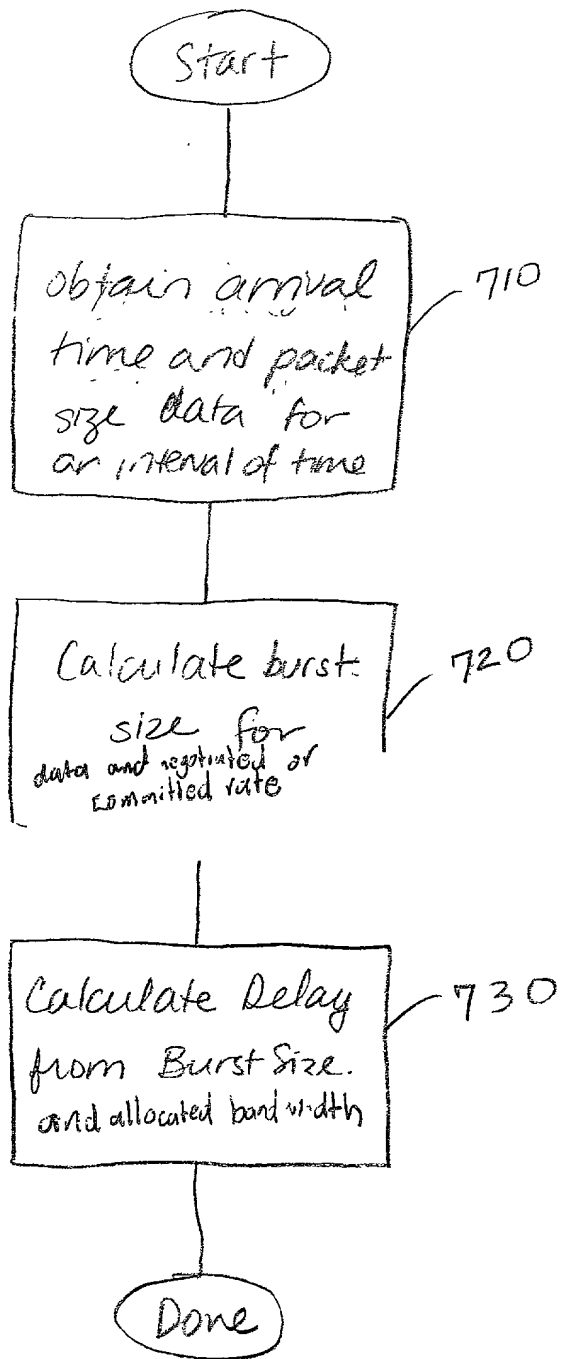 Start
obtain arrival
time and packet
size data for
an interval of time
710
Calculate burst
size for
data and negotiated or
committed rate
720
Calculate Delay
from Burst Size.
and allocated bandwidth
730
Done